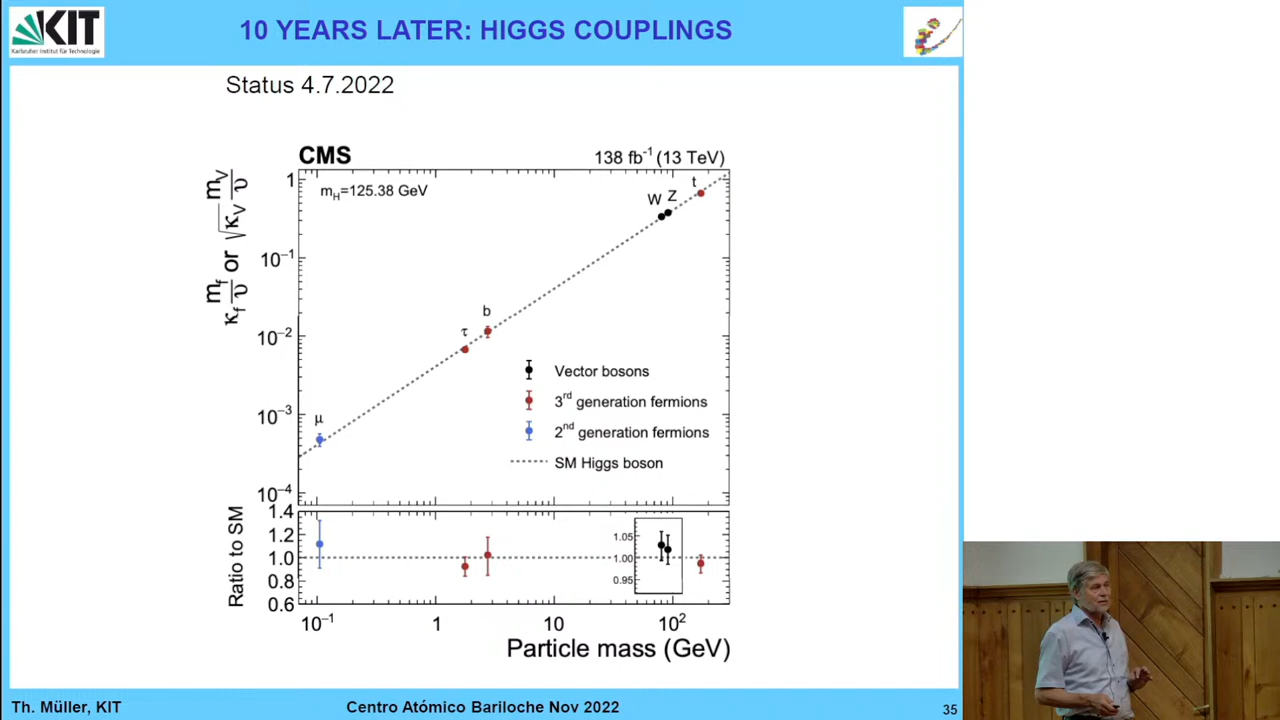 KIT
Karlsruher Institut für Technologie
10 YEARS LATER: HIGGS COUPLINGS
Status 4.7.2022
CMS
138 fb⁻¹ (13 TeV)
m_H=125.38 GeV
κ_f m_f/υ or √κ_V m_V/υ
1
10⁻¹
10⁻²
10⁻³
10⁻⁴
W Z
t
b
τ
μ
Vector bosons
3rd generation fermions
2nd generation fermions
SM Higgs boson
Ratio to SM
1.4
1.2
1.0
0.8
0.6
1.05
1.00
0.95
10⁻¹ 1 10 10²
Particle mass (GeV)
Th. Müller, KIT
Centro Atómico Bariloche Nov 2022
35